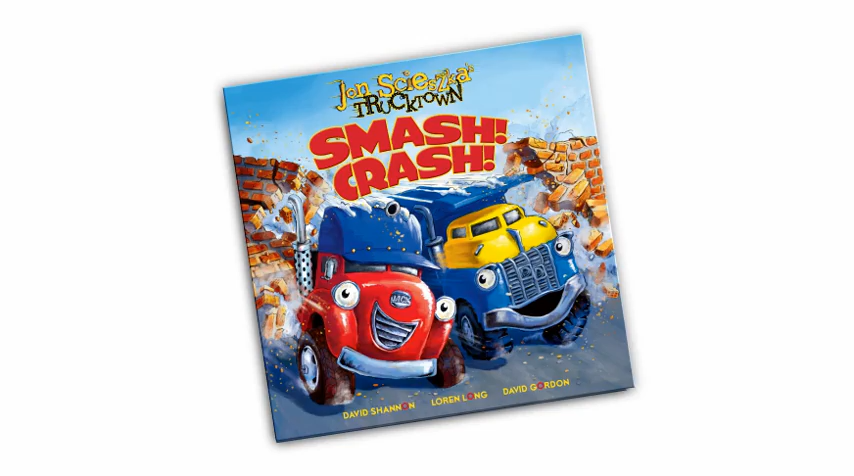 Jon Scieszka's
TRUCKTOWN
SMASH!
CRASH!
DAVID SHANNON LOREN LONG DAVID GORDON